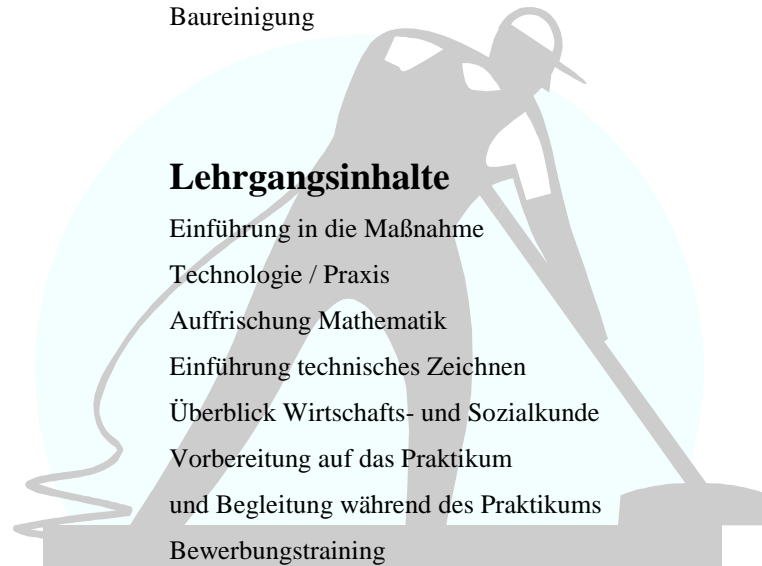 Baureinigung
Lehrgangsinhalte
Einführung in die Maßnahme
Technologie / Praxis
Auffrischung Mathematik
Einführung technisches Zeichnen
Überblick Wirtschafts- und Sozialkunde
Vorbereitung auf das Praktikum
und Begleitung während des Praktikums
Bewerbungstraining